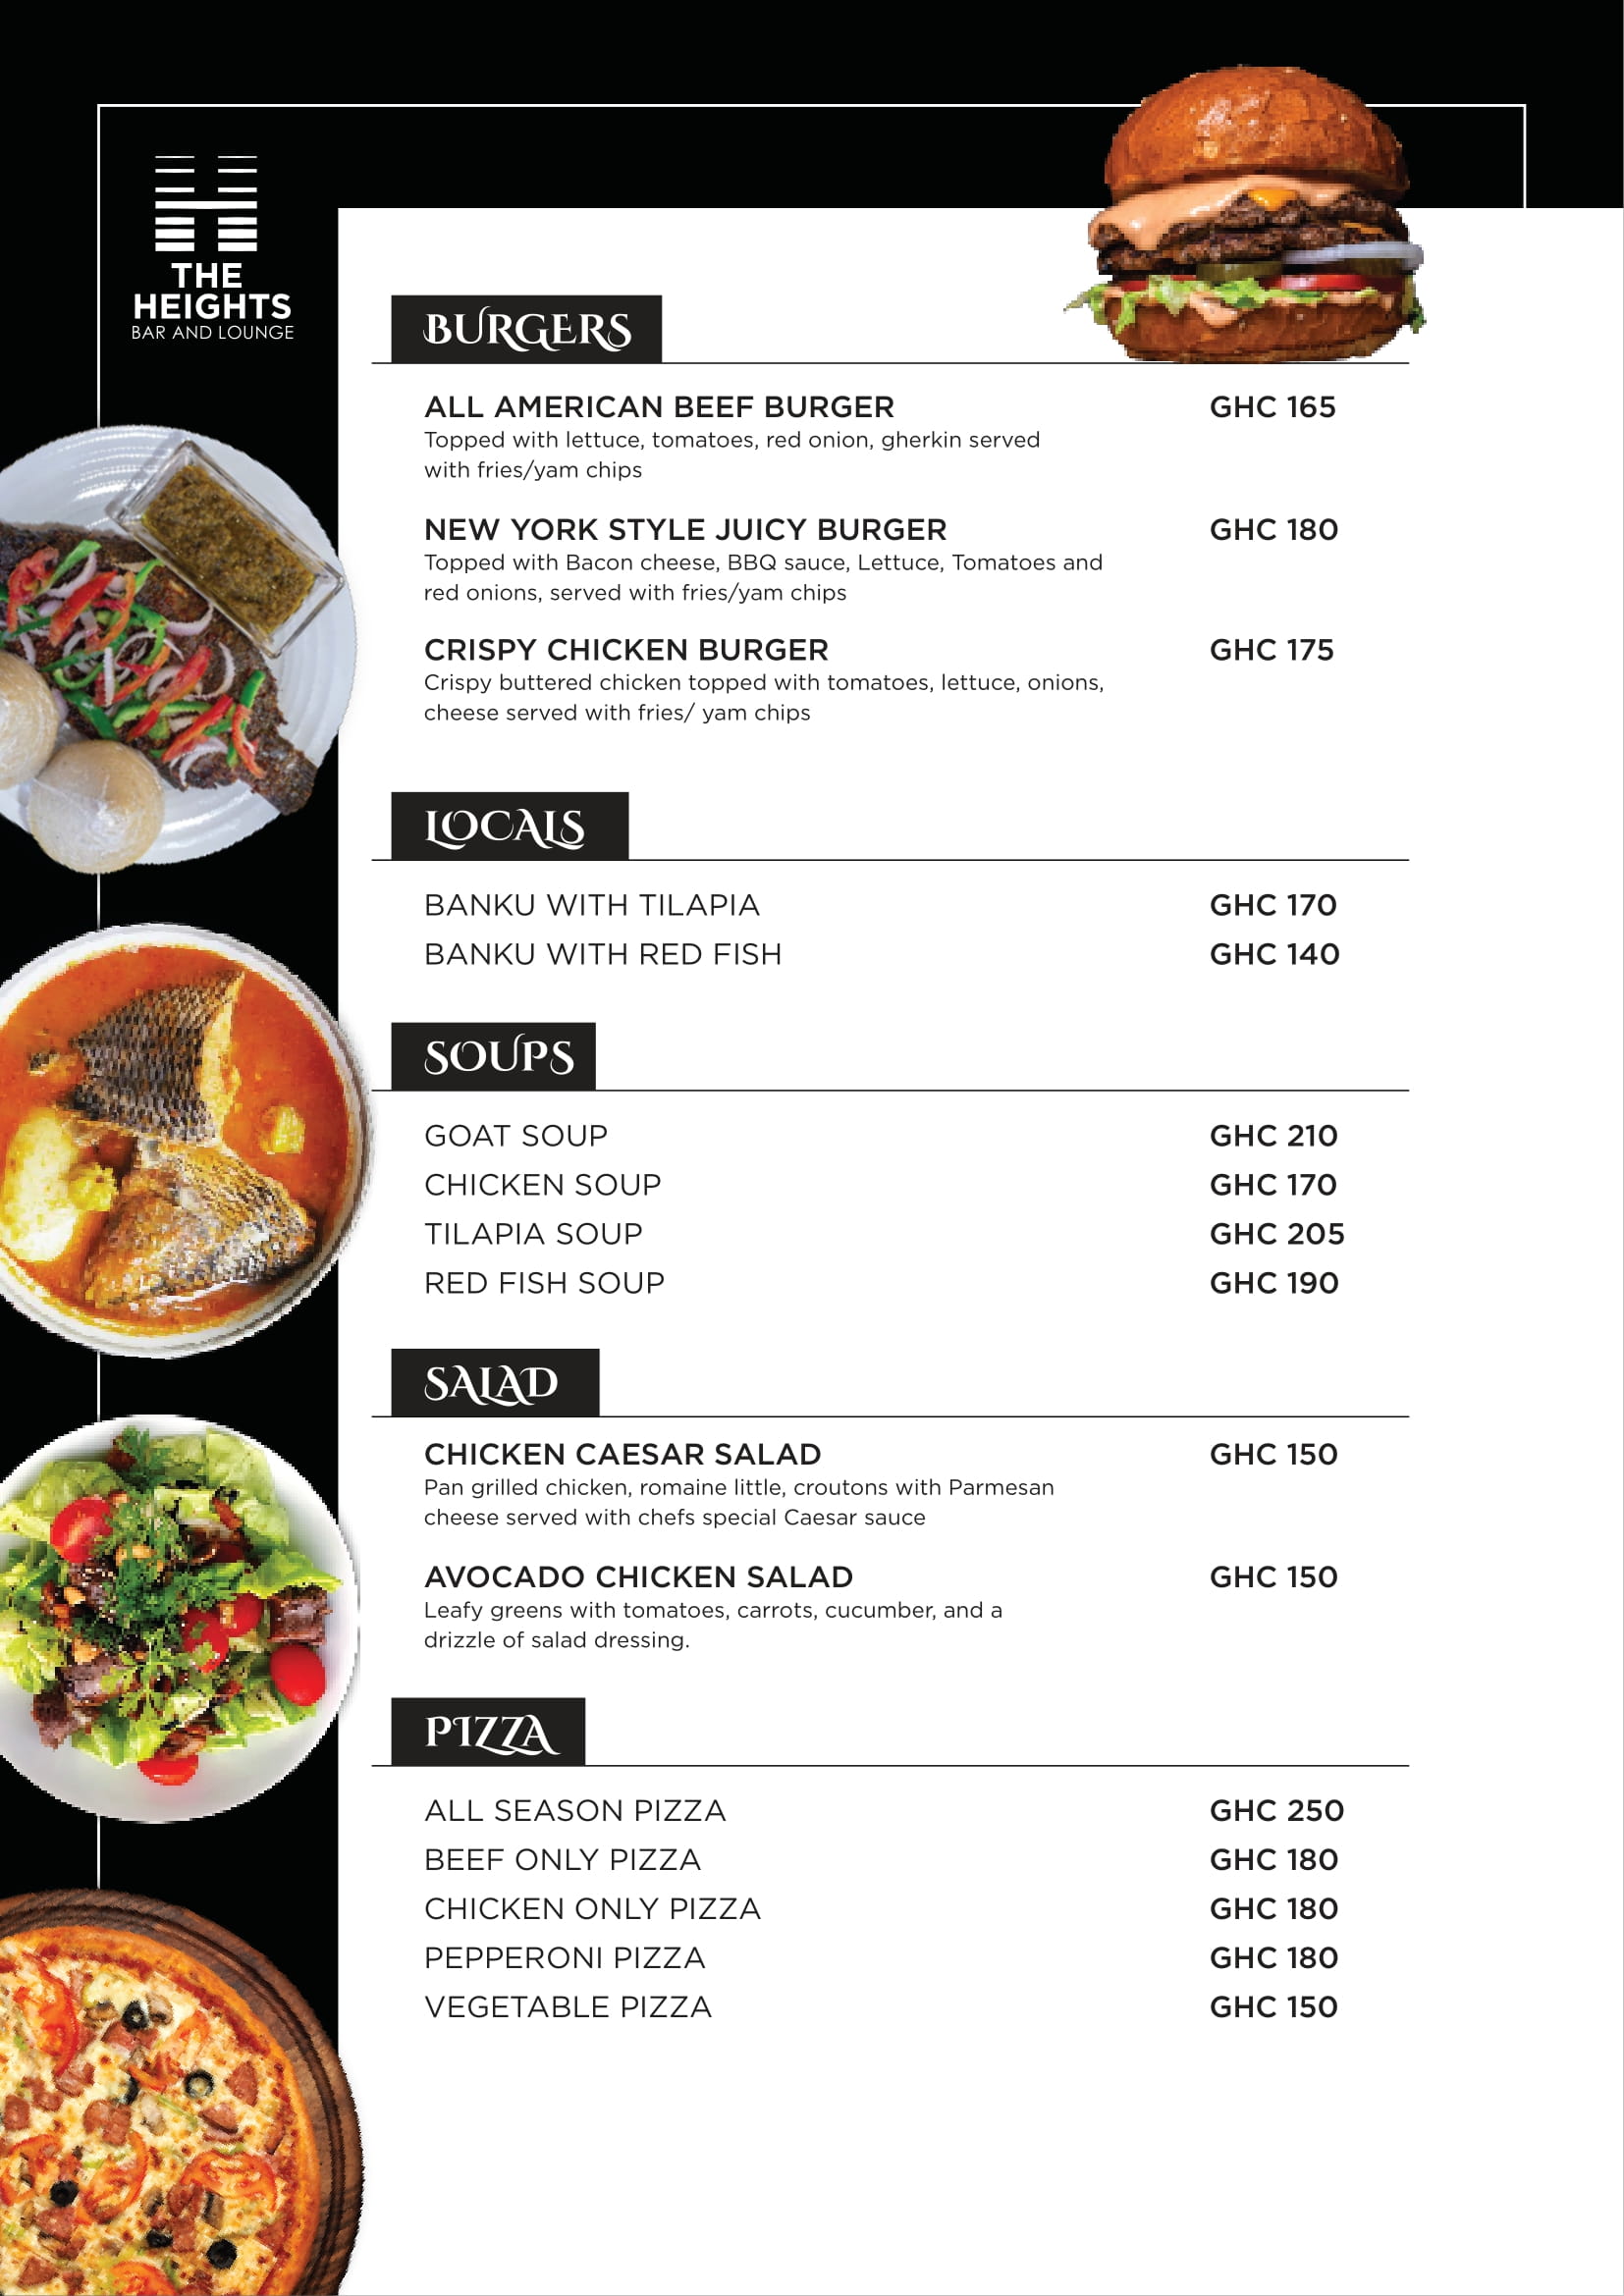 THE
HEIGHTS
BAR AND LOUNGE
BURGERS
ALL AMERICAN BEEF BURGER GHC 165
Topped with lettuce, tomatoes, red onion, gherkin served
with fries/yam chips
NEW YORK STYLE JUICY BURGER GHC 180
Topped with Bacon cheese, BBQ sauce, Lettuce, Tomatoes and
red onions, served with fries/yam chips
CRISPY CHICKEN BURGER GHC 175
Crispy buttered chicken topped with tomatoes, lettuce, onions,
cheese served with fries/ yam chips
LOCALS
BANKU WITH TILAPIA GHC 170
BANKU WITH RED FISH GHC 140
SOUPS
GOAT SOUP GHC 210
CHICKEN SOUP GHC 170
TILAPIA SOUP GHC 205
RED FISH SOUP GHC 190
SALAD
CHICKEN CAESAR SALAD GHC 150
Pan grilled chicken, romaine little, croutons with Parmesan
cheese served with chefs special Caesar sauce
AVOCADO CHICKEN SALAD GHC 150
Leafy greens with tomatoes, carrots, cucumber, and a
drizzle of salad dressing.
PIZZA
ALL SEASON PIZZA GHC 250
BEEF ONLY PIZZA GHC 180
CHICKEN ONLY PIZZA GHC 180
PEPPERONI PIZZA GHC 180
VEGETABLE PIZZA GHC 150